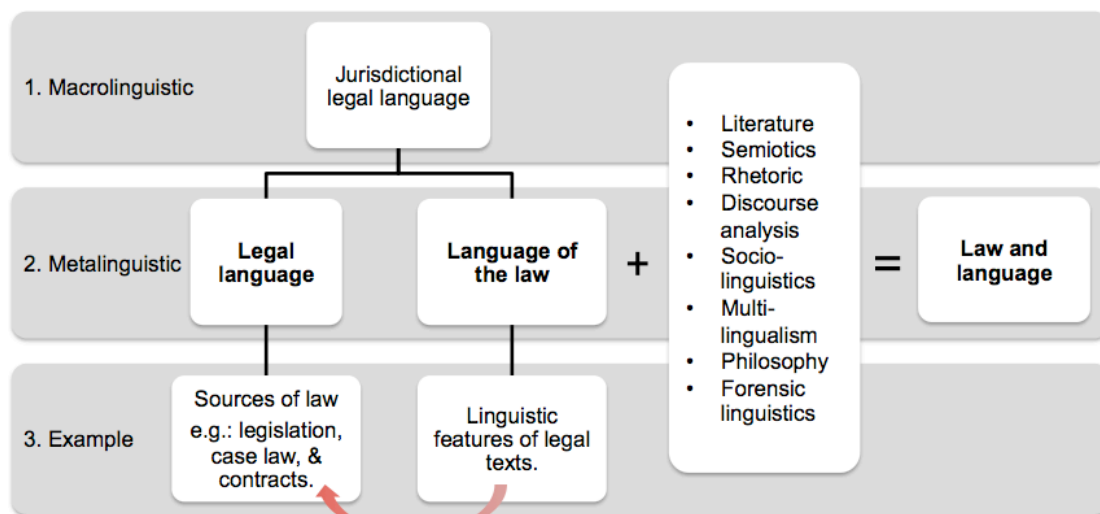 1. Macrolinguistic
Jurisdictional
legal language
2. Metalinguistic
Legal
language
Language of
the law
+
• Literature
• Semiotics
• Rhetoric
• Discourse
analysis
• Socio-
linguistics
• Multi-
lingualism
• Philosophy
• Forensic
linguistics
=
Law and
language
3. Example
Sources of law
e.g.: legislation,
case law, &
contracts.
Linguistic
features of legal
texts.